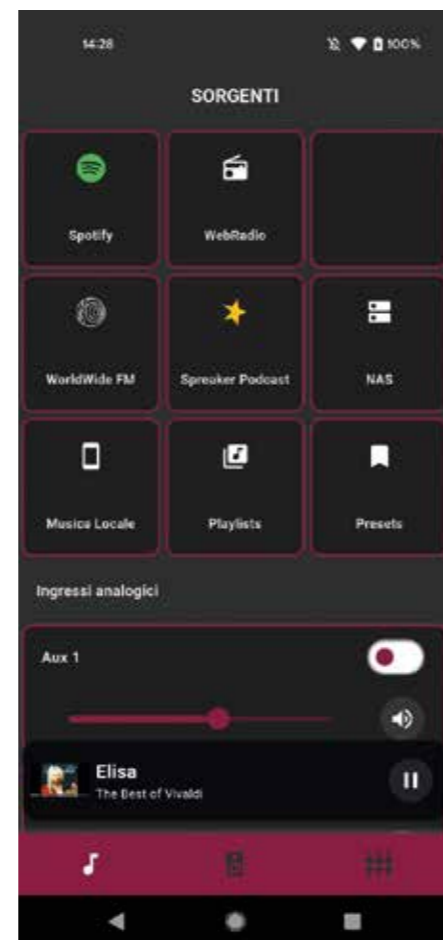 14:28 100%
SORGENTI
Spotify WebRadio
WorldWide FM Spreaker Podcast NAS
Musica Locale Playlists Presets
Ingressi analogici
Aux 1
Elisa
The Best of Vivaldi